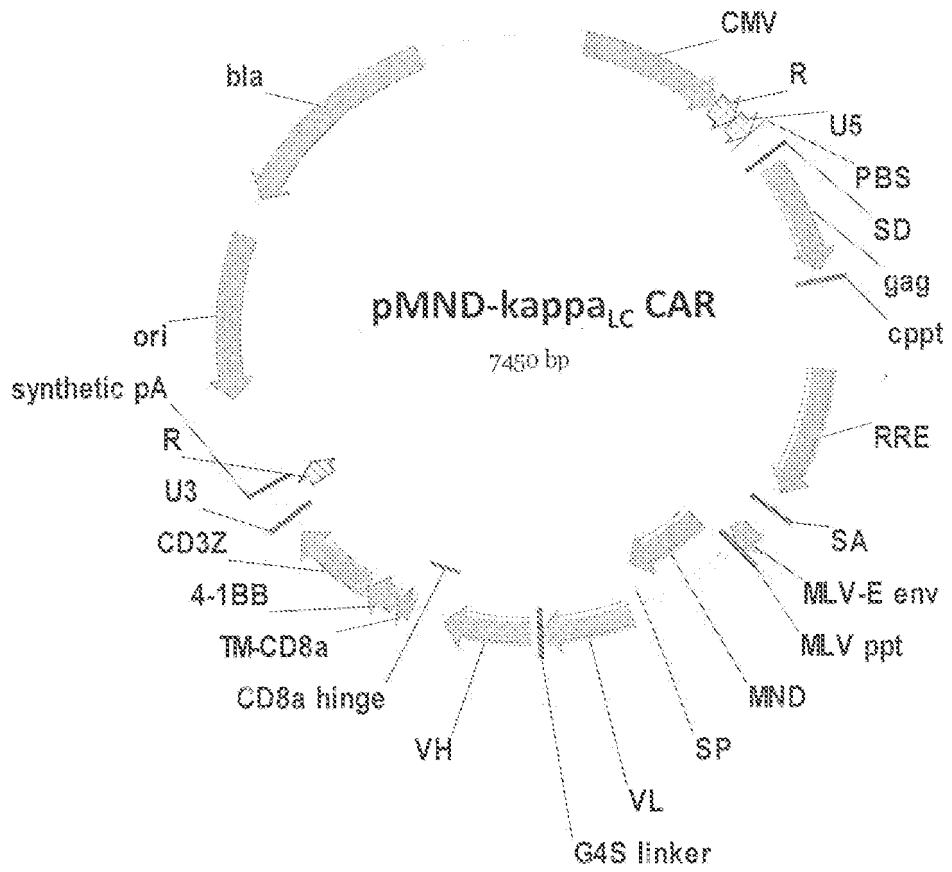 CMV
R
bla
U5
PBS
SD
gag
pMND-kappaLC CAR
cppt
ori
7450 bp
synthetic pA
RRE
R
U3
SA
CD3Z
4-1BB
MLV-E env
TM-CD8a
MLV ppt
CD8a hinge
MND
VH
SP
VL
G4S linker